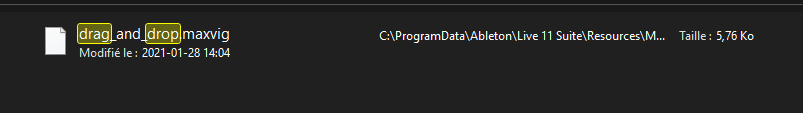 drag_and_drop.maxvig
C:\ProgramData\Ableton\Live 11 Suite\Resources\M... Taille : 5,76 Ko
Modifié le : 2021-01-28 14:04